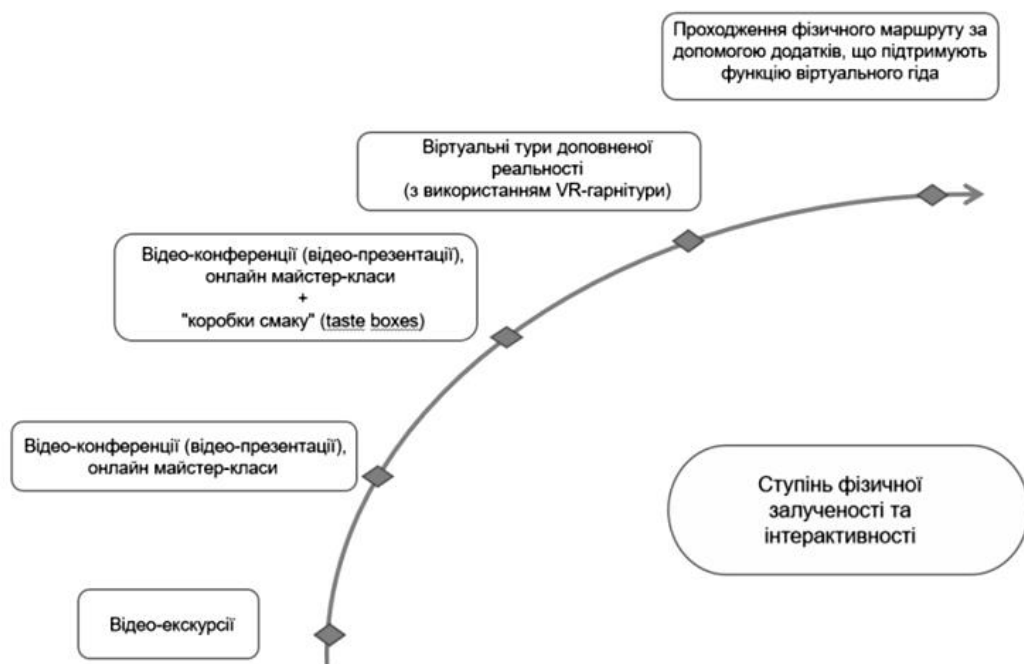 Проходження фізичного маршруту за
допомогою додатків, що підтримують
функцію віртуального гіда
Віртуальні тури доповненої
реальності
(з використанням VR-гарнітури)
Відео-конференції (відео-презентації),
онлайн майстер-класи
+
"коробки смаку" (taste boxes)
Відео-конференції (відео-презентації),
онлайн майстер-класи
Ступінь фізичної
залученості та
інтерактивності
Відео-екскурсії